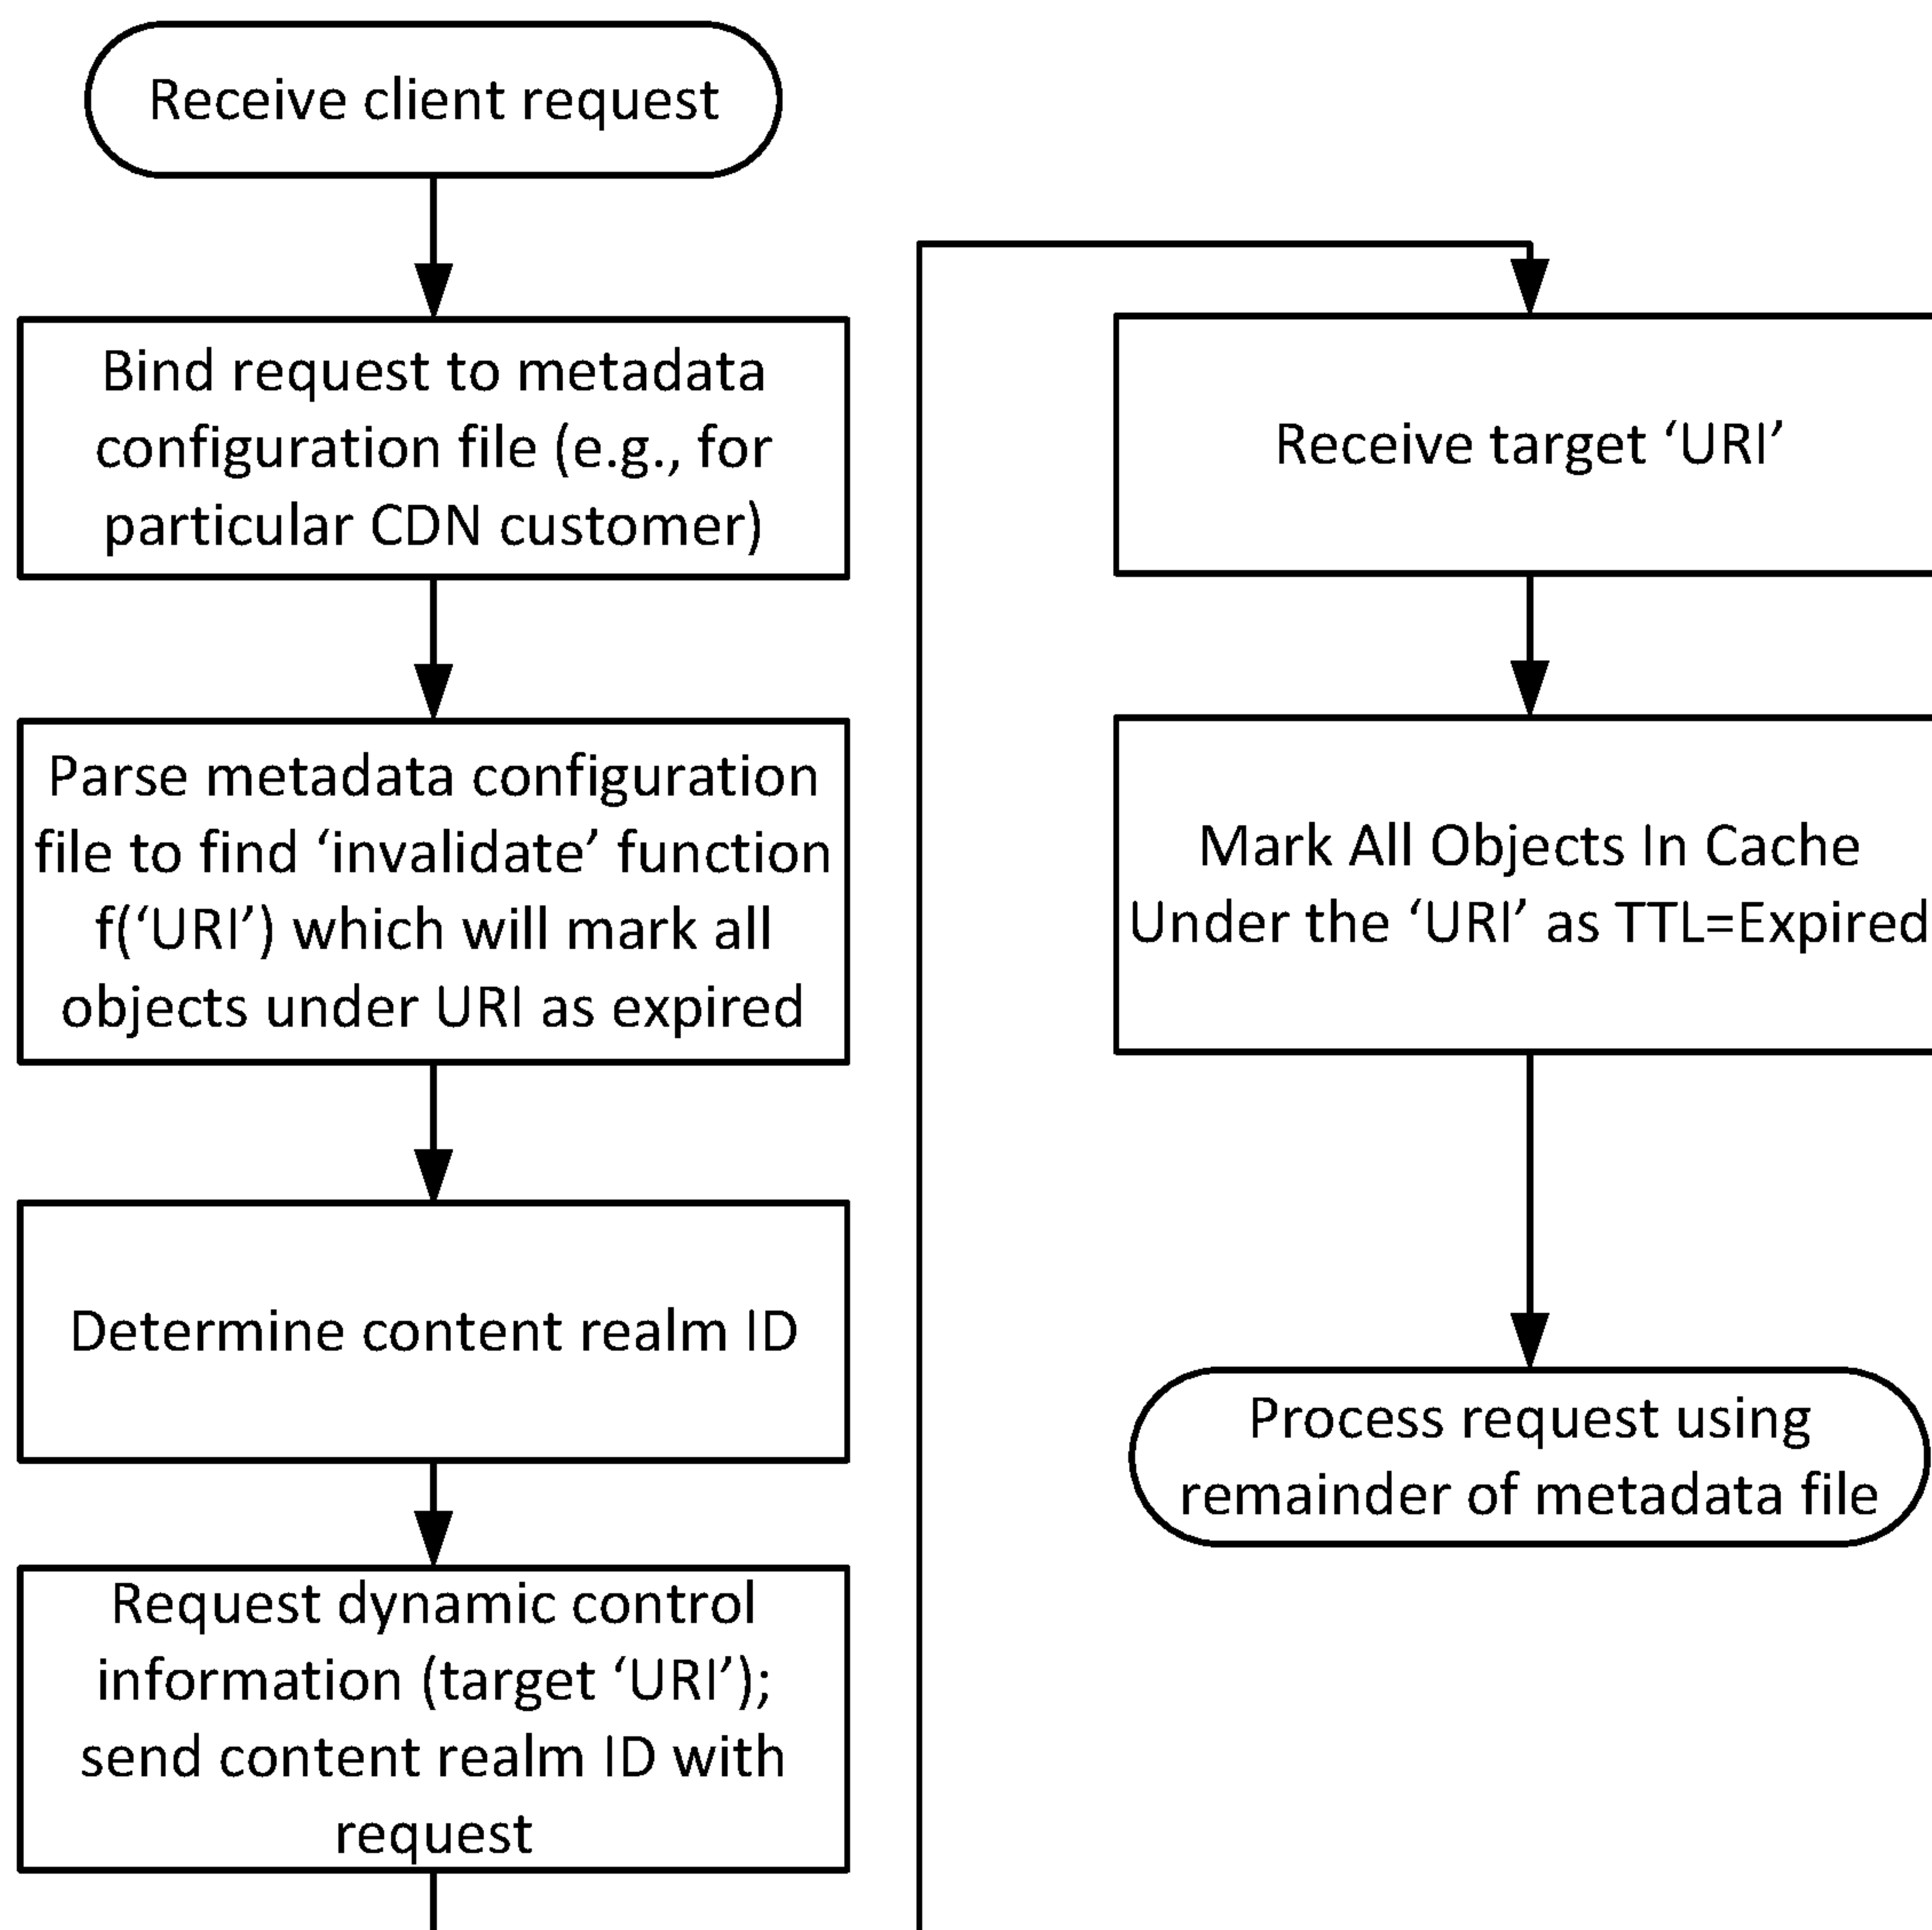 Receive client request
Bind request to metadata
configuration file (e.g., for
particular CDN customer)
Parse metadata configuration
file to find ‘invalidate’ function
f(‘URI’) which will mark all
objects under URI as expired
Determine content realm ID
Request dynamic control
information (target ‘URI’);
send content realm ID with
request
Receive target ‘URI’
Mark All Objects In Cache
Under the ‘URI’ as TTL=Expired
Process request using
remainder of metadata file